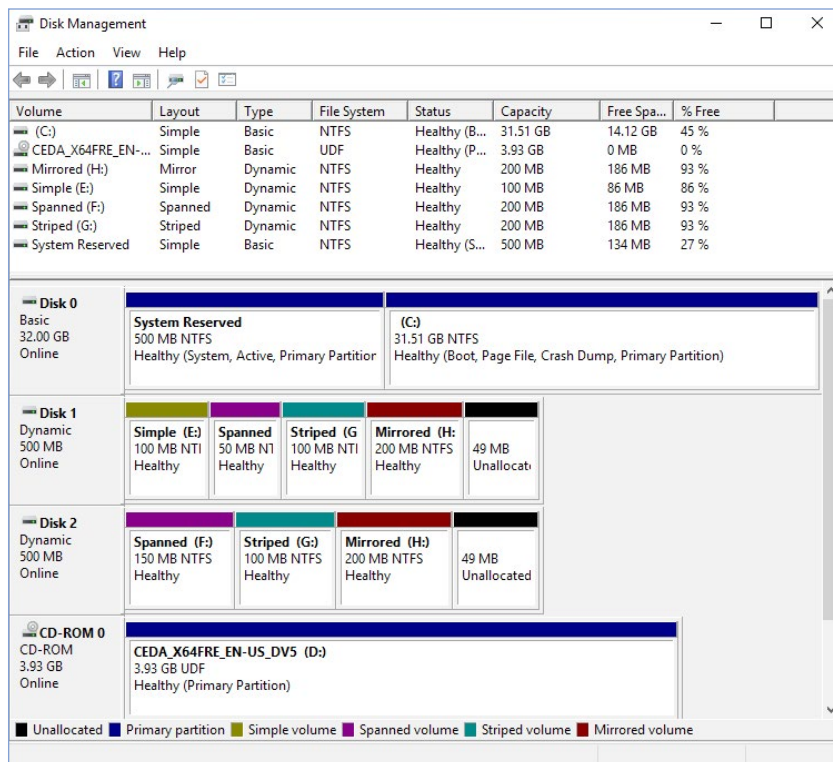 Disk Management
File Action View Help
Volume Layout Type File System Status Capacity Free Spa... % Free
(C:) Simple Basic NTFS Healthy (B... 31.51 GB 14.12 GB 45 %
CEDA_X64FRE_EN-... Simple Basic UDF Healthy (P... 3.93 GB 0 MB 0 %
Mirrored (H:) Mirror Dynamic NTFS Healthy 200 MB 186 MB 93 %
Simple (E:) Simple Dynamic NTFS Healthy 100 MB 86 MB 86 %
Spanned (F:) Spanned Dynamic NTFS Healthy 200 MB 186 MB 93 %
Striped (G:) Striped Dynamic NTFS Healthy 200 MB 186 MB 93 %
System Reserved Simple Basic NTFS Healthy (S... 500 MB 134 MB 27 %
Disk 0
Basic
32.00 GB
Online
System Reserved
500 MB NTFS
Healthy (System, Active, Primary Partition
(C:)
31.51 GB NTFS
Healthy (Boot, Page File, Crash Dump, Primary Partition)
Disk 1
Dynamic
500 MB
Online
Simple (E:)
100 MB NTI
Healthy
Spanned
50 MB NT
Healthy
Striped (G
100 MB NTI
Healthy
Mirrored (H:
200 MB NTFS
Healthy
49 MB
Unallocat
Disk 2
Dynamic
500 MB
Online
Spanned (F:)
150 MB NTFS
Healthy
Striped (G:)
100 MB NTFS
Healthy
Mirrored (H:)
200 MB NTFS
Healthy
49 MB
Unallocated
CD-ROM 0
CD-ROM
3.93 GB
Online
CEDA_X64FRE_EN-US_DV5 (D:)
3.93 GB UDF
Healthy (Primary Partition)
Unallocated Primary partition Simple volume Spanned volume Striped volume Mirrored volume